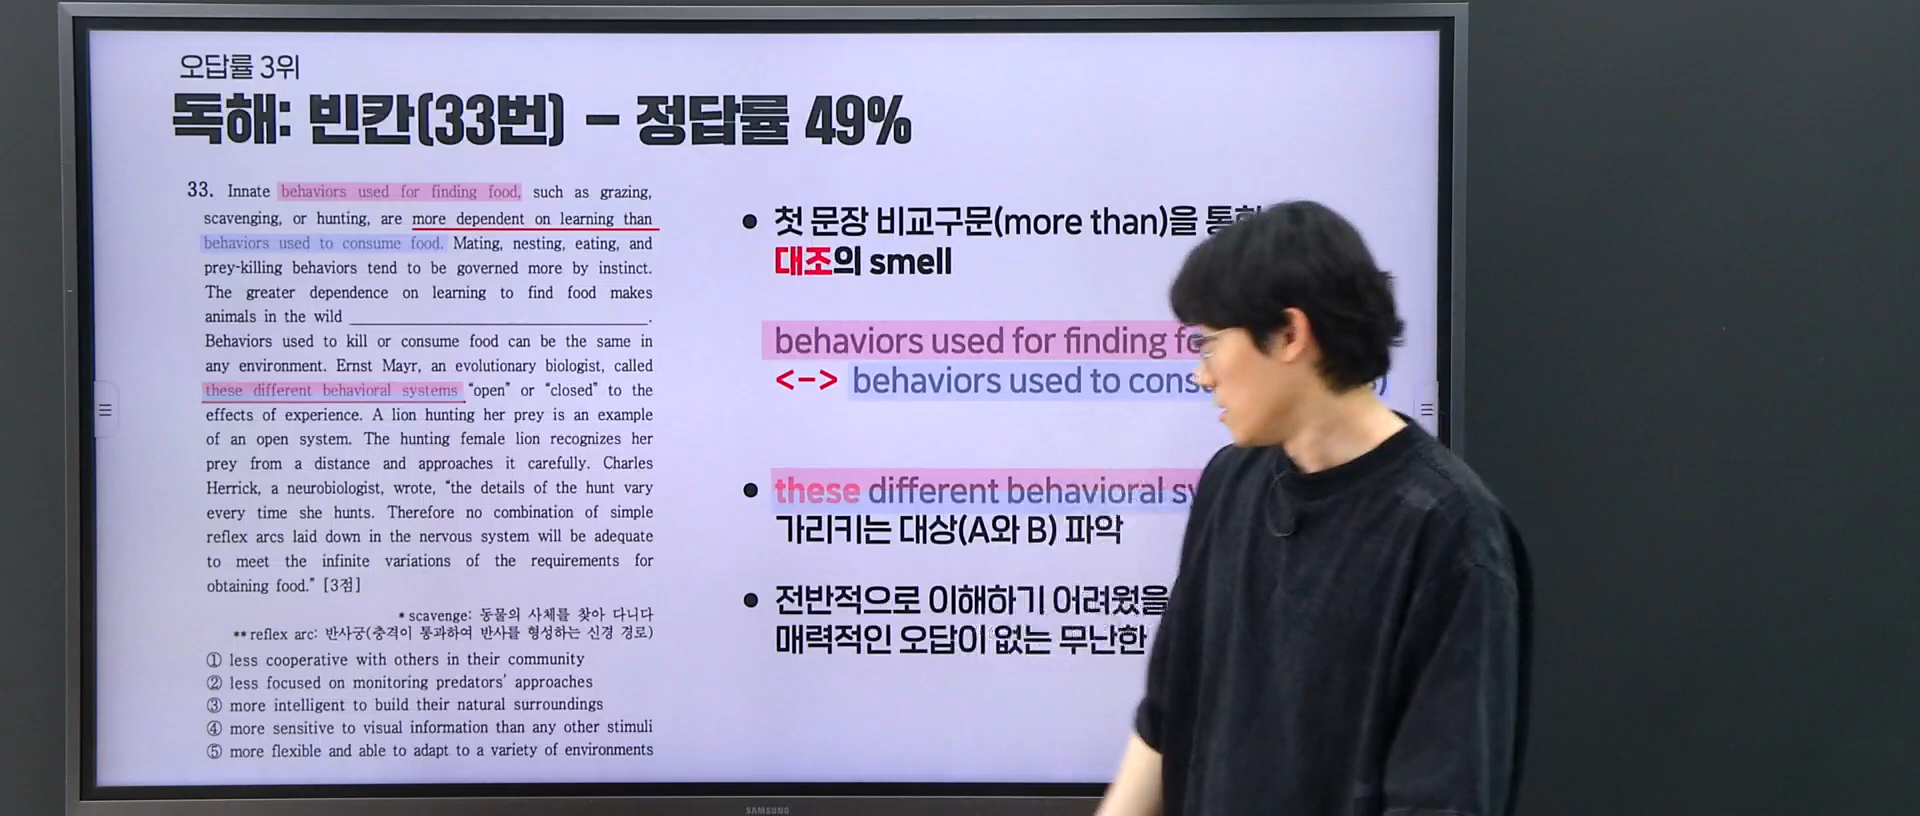 오답률 3위
독해: 빈칸(33번) – 정답률 49%
33. Innate behaviors used for finding food, such as grazing,
scavenging, or hunting, are more dependent on learning than
behaviors used to consume food. Mating, nesting, eating, and
prey-killing behaviors tend to be governed more by instinct.
The greater dependence on learning to find food makes
animals in the wild ______________________________.
Behaviors used to kill or consume food can be the same in
any environment. Ernst Mayr, an evolutionary biologist, called
these different behavioral systems “open” or “closed” to the
effects of experience. A lion hunting her prey is an example
of an open system. The hunting female lion recognizes her
prey from a distance and approaches it carefully. Charles
Herrick, a neurobiologist, wrote, “the details of the hunt vary
every time she hunts. Therefore no combination of simple
reflex arcs laid down in the nervous system will be adequate
to meet the infinite variations of the requirements for
obtaining food.” [3점]
* scavenge: 동물의 사체를 찾아 다니다
** reflex arc: 반사궁(충격이 통과하여 반사를 형성하는 신경 경로)
① less cooperative with others in their community
② less focused on monitoring predators’ approaches
③ more intelligent to build their natural surroundings
④ more sensitive to visual information than any other stimuli
⑤ more flexible and able to adapt to a variety of environments
● 첫 문장 비교구문(more than)을
대조의 smell
behaviors used for finding
<-> behaviors used to
● these different behavioral
가리키는 대상(A와 B) 파악
● 전반적으로 이해하기 어려웠을
매력적인 오답이 없는 무난한
SAMSUNG